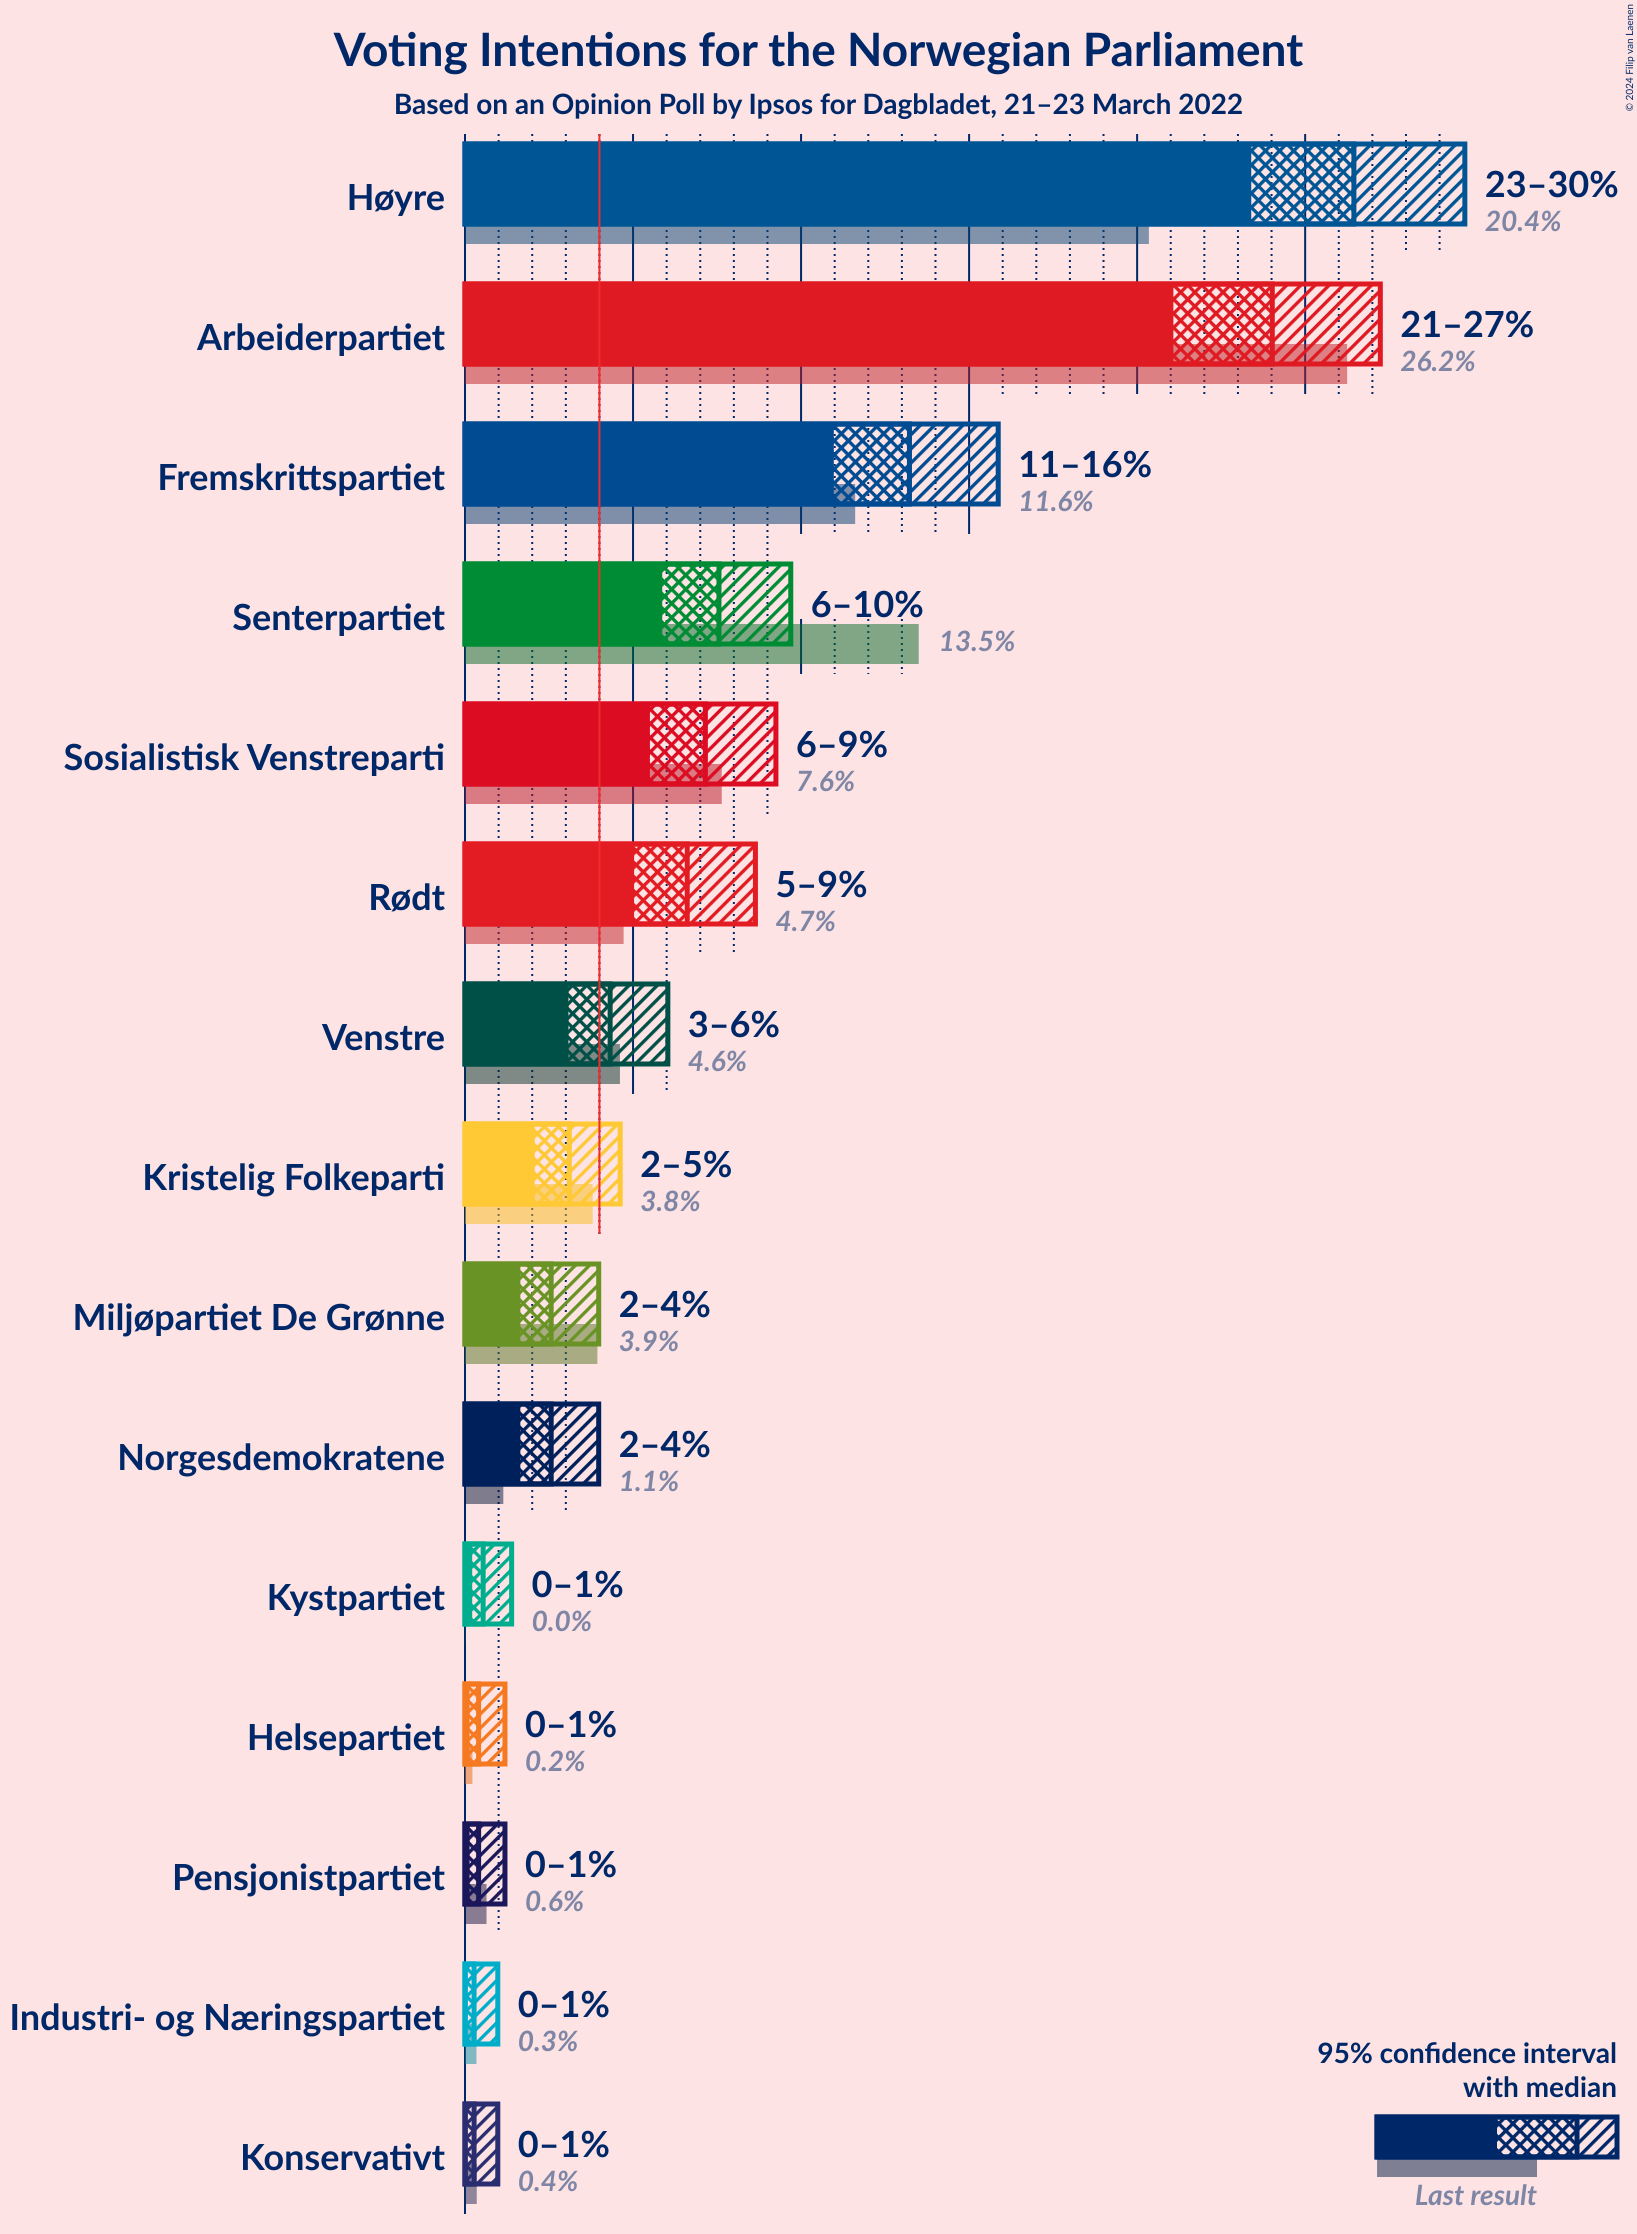 © 2024 Filip van Laenen
Voting Intentions for the Norwegian Parliament
Based on an Opinion Poll by Ipsos for Dagbladet, 21–23 March 2022
Høyre
23–30%
20.4%
Arbeiderpartiet
21–27%
26.2%
Fremskrittspartiet
11–16%
11.6%
Senterpartiet
6–10%
13.5%
Sosialistisk Venstreparti
6–9%
7.6%
Rødt
5–9%
4.7%
Venstre
3–6%
4.6%
Kristelig Folkeparti
2–5%
3.8%
Miljøpartiet De Grønne
2–4%
3.9%
Norgesdemokratene
2–4%
1.1%
Kystpartiet
0–1%
0.0%
Helsepartiet
0–1%
0.2%
Pensjonistpartiet
0–1%
0.6%
Industri- og Næringspartiet
0–1%
0.3%
Konservativt
0–1%
0.4%
95% confidence interval
with median
Last result